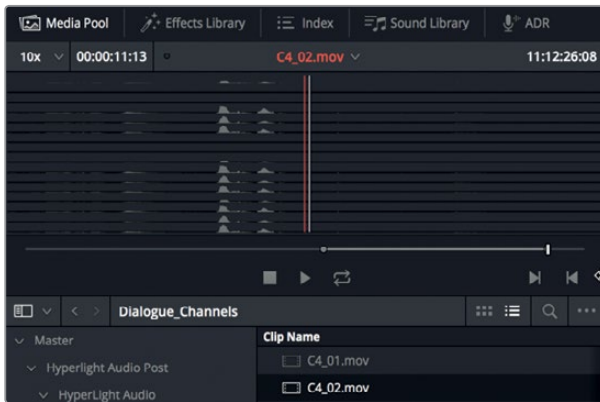 Media Pool Effects Library Index Sound Library ADR
10x 00:00:11:13 C4_02.mov 11:12:26:08
Dialogue_Channels
Master Clip Name
Hyperlight Audio Post C4_01.mov
HyperLight Audio C4_02.mov